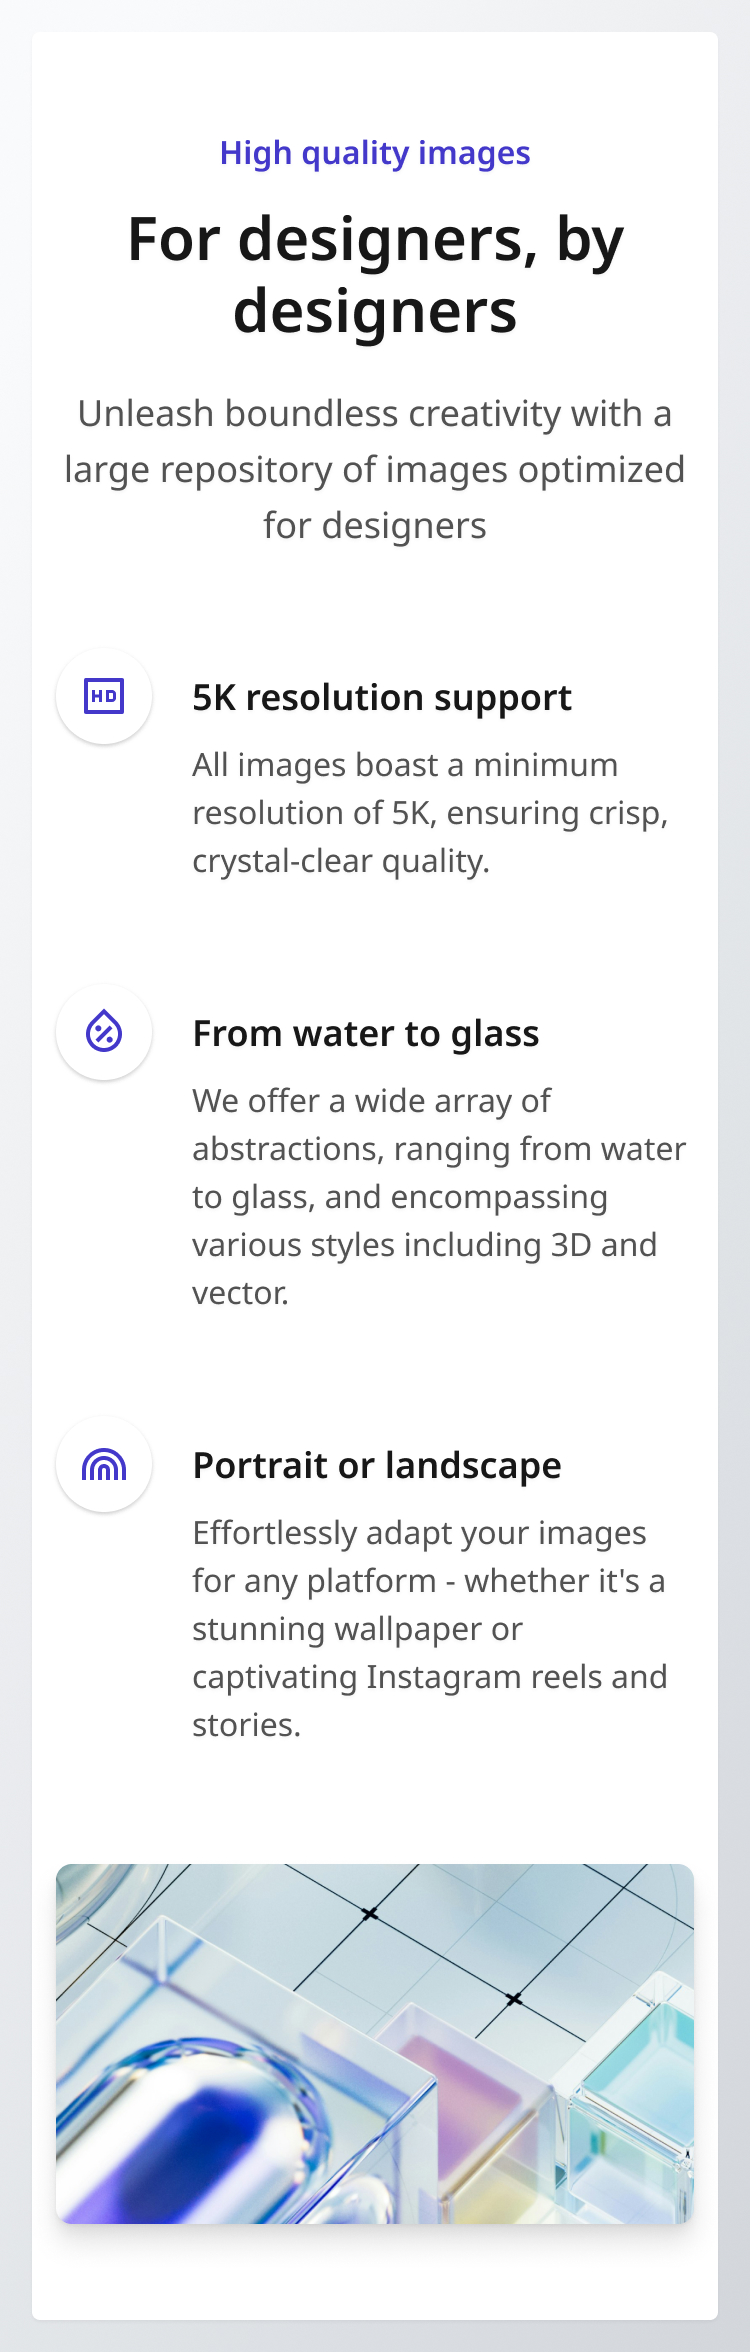 High quality images
For designers, by
designers
Unleash boundless creativity with a
large repository of images optimized
for designers
HD
5K resolution support
All images boast a minimum
resolution of 5K, ensuring crisp,
crystal-clear quality.
From water to glass
We offer a wide array of
abstractions, ranging from water
to glass, and encompassing
various styles including 3D and
vector.
Portrait or landscape
Effortlessly adapt your images
for any platform - whether it's a
stunning wallpaper or
captivating Instagram reels and
stories.